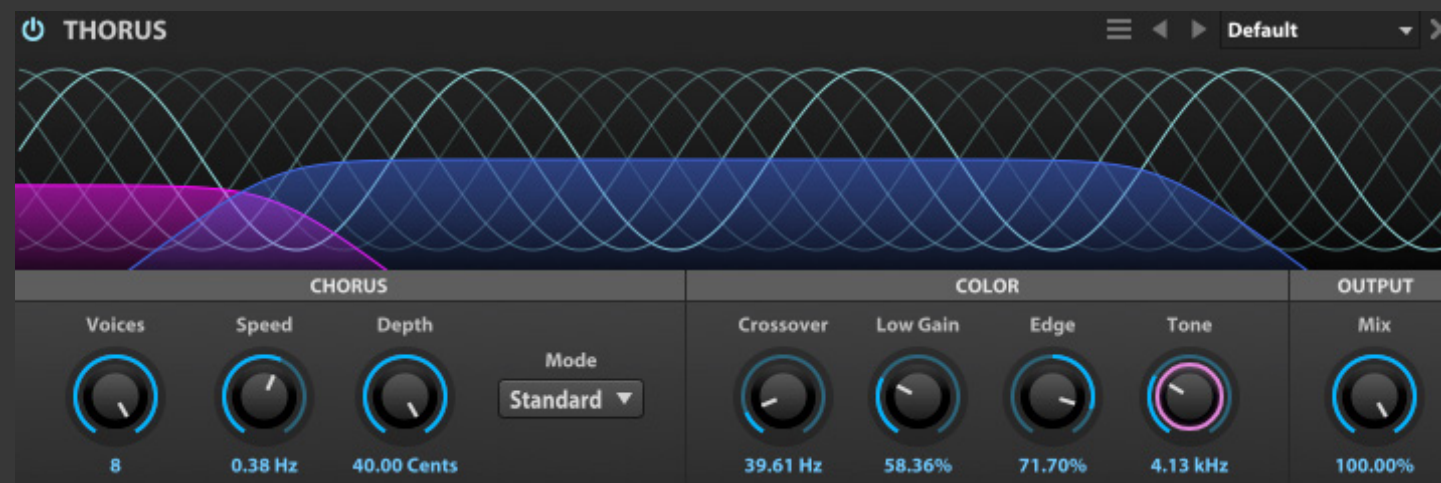 THORUS Default
CHORUS COLOR OUTPUT
Voices Speed Depth Crossover Low Gain Edge Tone Mix
Mode
Standard
8 0.38 Hz 40.00 Cents 39.61 Hz 58.36% 71.70% 4.13 kHz 100.00%